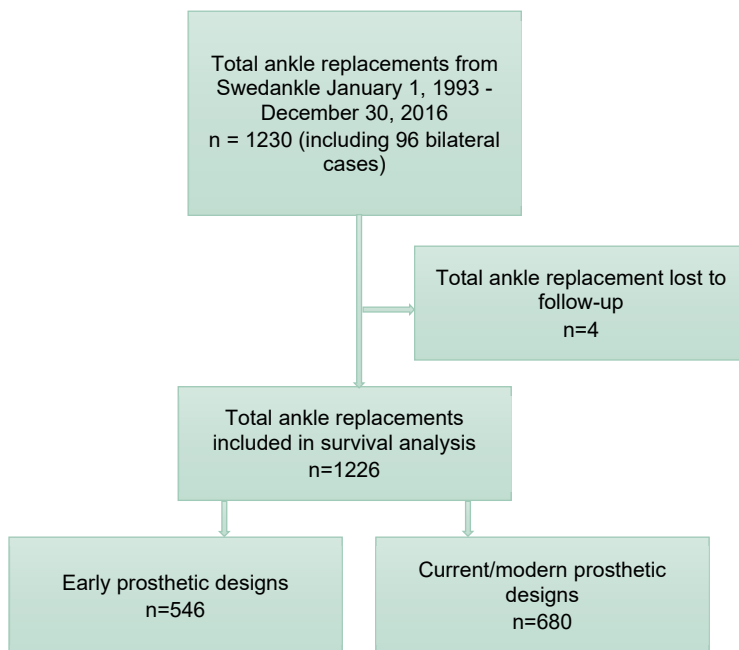 Total ankle replacements from
Swedankle January 1, 1993 -
December 30, 2016
n = 1230 (including 96 bilateral
cases)
Total ankle replacement lost to
follow-up
n=4
Total ankle replacements
included in survival analysis
n=1226
Early prosthetic designs
n=546
Current/modern prosthetic
designs
n=680